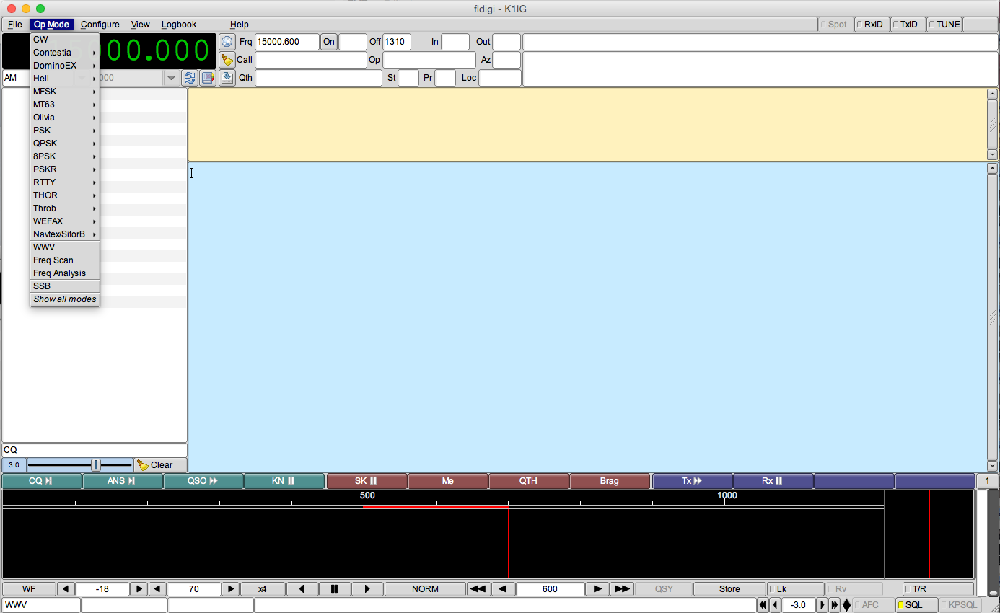 fldigi - K1IG
File Op Mode Configure View Logbook Help Spot RxID TxID TUNE
00.000
Frq 15000.600 On Off 1310 In Out
Call Op Az
AM 000 Qth St Pr Loc
CW
Contestia
DominoEX
Hell
MFSK
MT63
Olivia
PSK
QPSK
8PSK
PSKR
RTTY
THOR
Throb
WEFAX
Navtex/SitorB
WWV
Freq Scan
Freq Analysis
SSB
Show all modes
CQ
3.0 Clear
CQ ANS QSO KN SK Me QTH Brag Tx Rx 1
500 1000
WF -18 70 x4 NORM 600 QSY Store Lk Rv T/R
WWV -3.0 AFC SQL KPSQL